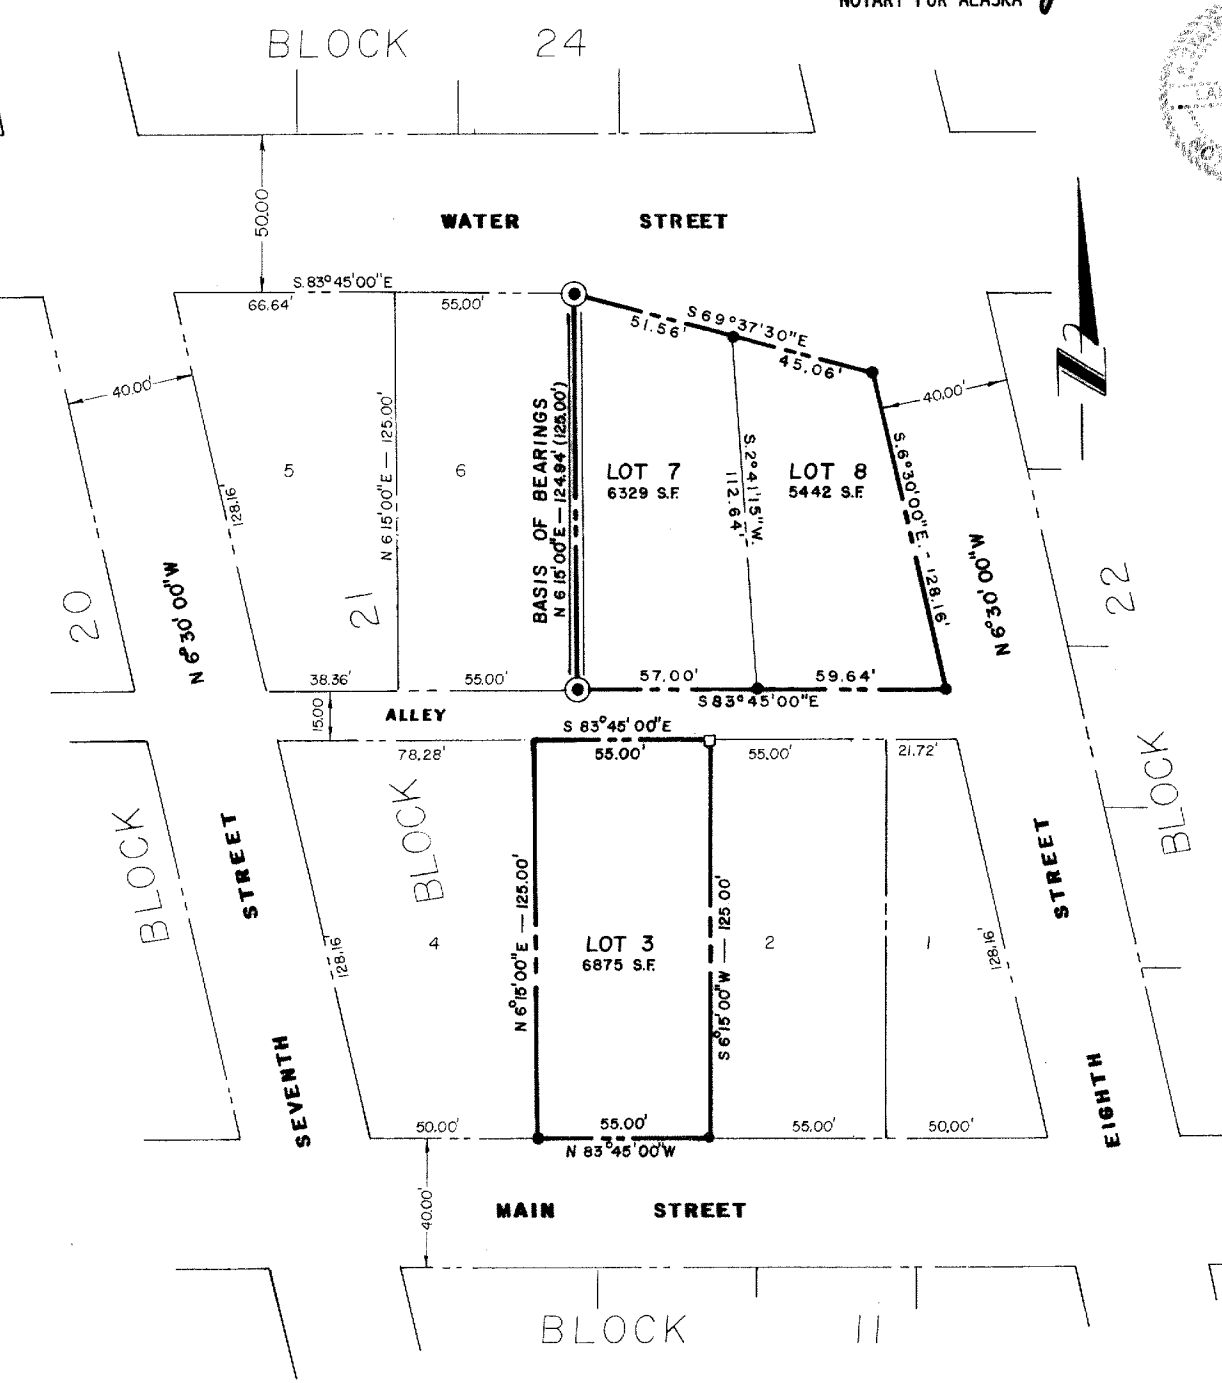 NOTARY FOR ALASKA
BLOCK 24
50.00
WATER STREET
S.83°45'00"E
66.64'
55.00'
S69°37'30"E
51.56'
45.06'
40.00'
40.00'
N 6 15'00"E — 125.00'
BASIS OF BEARINGS
N 6 15'00"E — 124.94' (125.00')
5
6
LOT 7
6329 S.F.
S.2°41'15"W.
112.64'
LOT 8
5442 S.F.
S.6°30'00"E. - 128.16'
128.16'
N 6°30'00"W
N 6°30'00"W
20
21
22
38.36'
55.00'
57.00'
59.64'
S83°45'00"E
15.00
ALLEY
S 83°45'00"E
78.28'
55.00'
55.00'
21.72'
BLOCK
STREET
BLOCK
STREET
BLOCK
N 6°15'00"E — 125.00'
S 6°15'00"W — 125.00'
4
LOT 3
6875 S.F.
2
1
128.16'
128.16'
SEVENTH
EIGHTH
50.00'
55.00'
55.00'
50.00'
N 83°45'00"W
40.00'
MAIN STREET
BLOCK 11